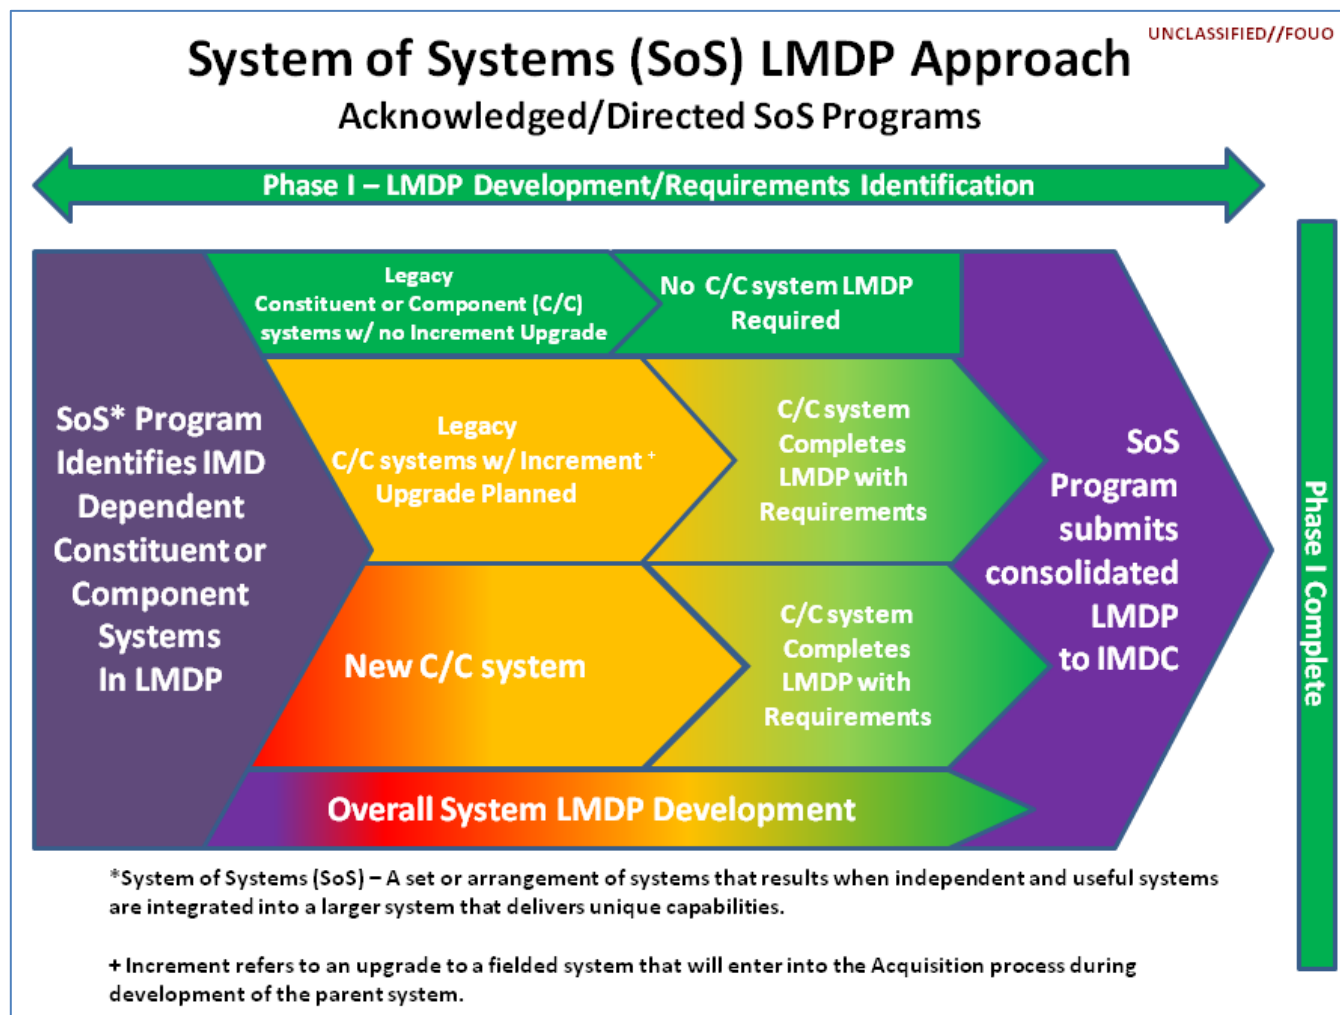 UNCLASSIFIED//FOUO
System of Systems (SoS) LMDP Approach
Acknowledged/Directed SoS Programs
Phase I – LMDP Development/Requirements Identification
SoS* Program
Identifies IMD
Dependent
Constituent or
Component
Systems
In LMDP
Legacy
Constituent or Component (C/C)
systems w/ no Increment Upgrade
No C/C system LMDP
Required
Legacy
C/C systems w/ Increment +
Upgrade Planned
C/C system
Completes
LMDP with
Requirements
New C/C system
C/C system
Completes
LMDP with
Requirements
Overall System LMDP Development
SoS
Program
submits
consolidated
LMDP
to IMDC
Phase I Complete
*System of Systems (SoS) – A set or arrangement of systems that results when independent and useful systems
are integrated into a larger system that delivers unique capabilities.
+ Increment refers to an upgrade to a fielded system that will enter into the Acquisition process during
development of the parent system.